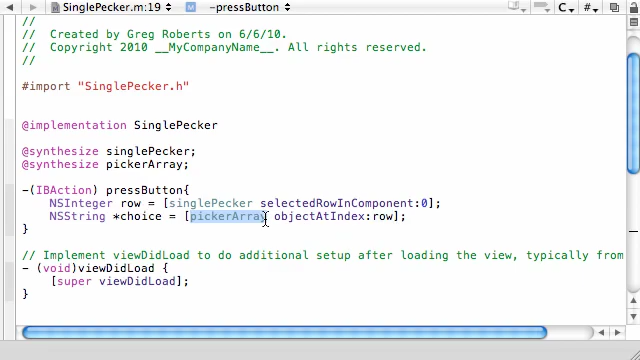 SinglePecker.m:19
-pressButton
C
#
//
//    Created by Greg Roberts on 6/6/10.
//    Copyright 2010 __MyCompanyName__. All rights reserved.
//
#import "SinglePecker.h"
@implementation SinglePecker
@synthesize singlePecker;
@synthesize pickerArray;
-(IBAction) pressButton{
NSInteger row = [singlePecker selectedRowInComponent:0];
NSString *choice = [pickerArray objectAtIndex:row];
}
// Implement viewDidLoad to do additional setup after loading the view, typically from
- (void)viewDidLoad {
[super viewDidLoad];
}